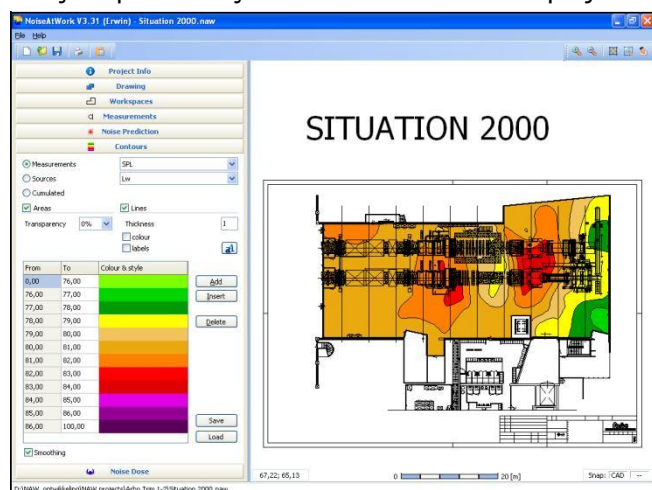 NoiseAtWork V3.31 (Erwin) - Situation 2000.naw
File Help
Project Info
Drawing
Workspaces
Measurements
Noise Prediction
Contours
Measurements SPL
Sources Lw
Cumulated
Areas Lines
Transparency 0% Thickness 1
colour
labels
From To Colour & style
0,00 76,00 Add
76,00 77,00 Insert
77,00 78,00
78,00 79,00 Delete
79,00 80,00
80,00 81,00
81,00 82,00
82,00 83,00
83,00 84,00
84,00 85,00
85,00 86,00 Save
86,00 100,00 Load
Smoothing
Noise Dose
SITUATION 2000
67,22; 65,13 0 20 [m] Snap: CAD --